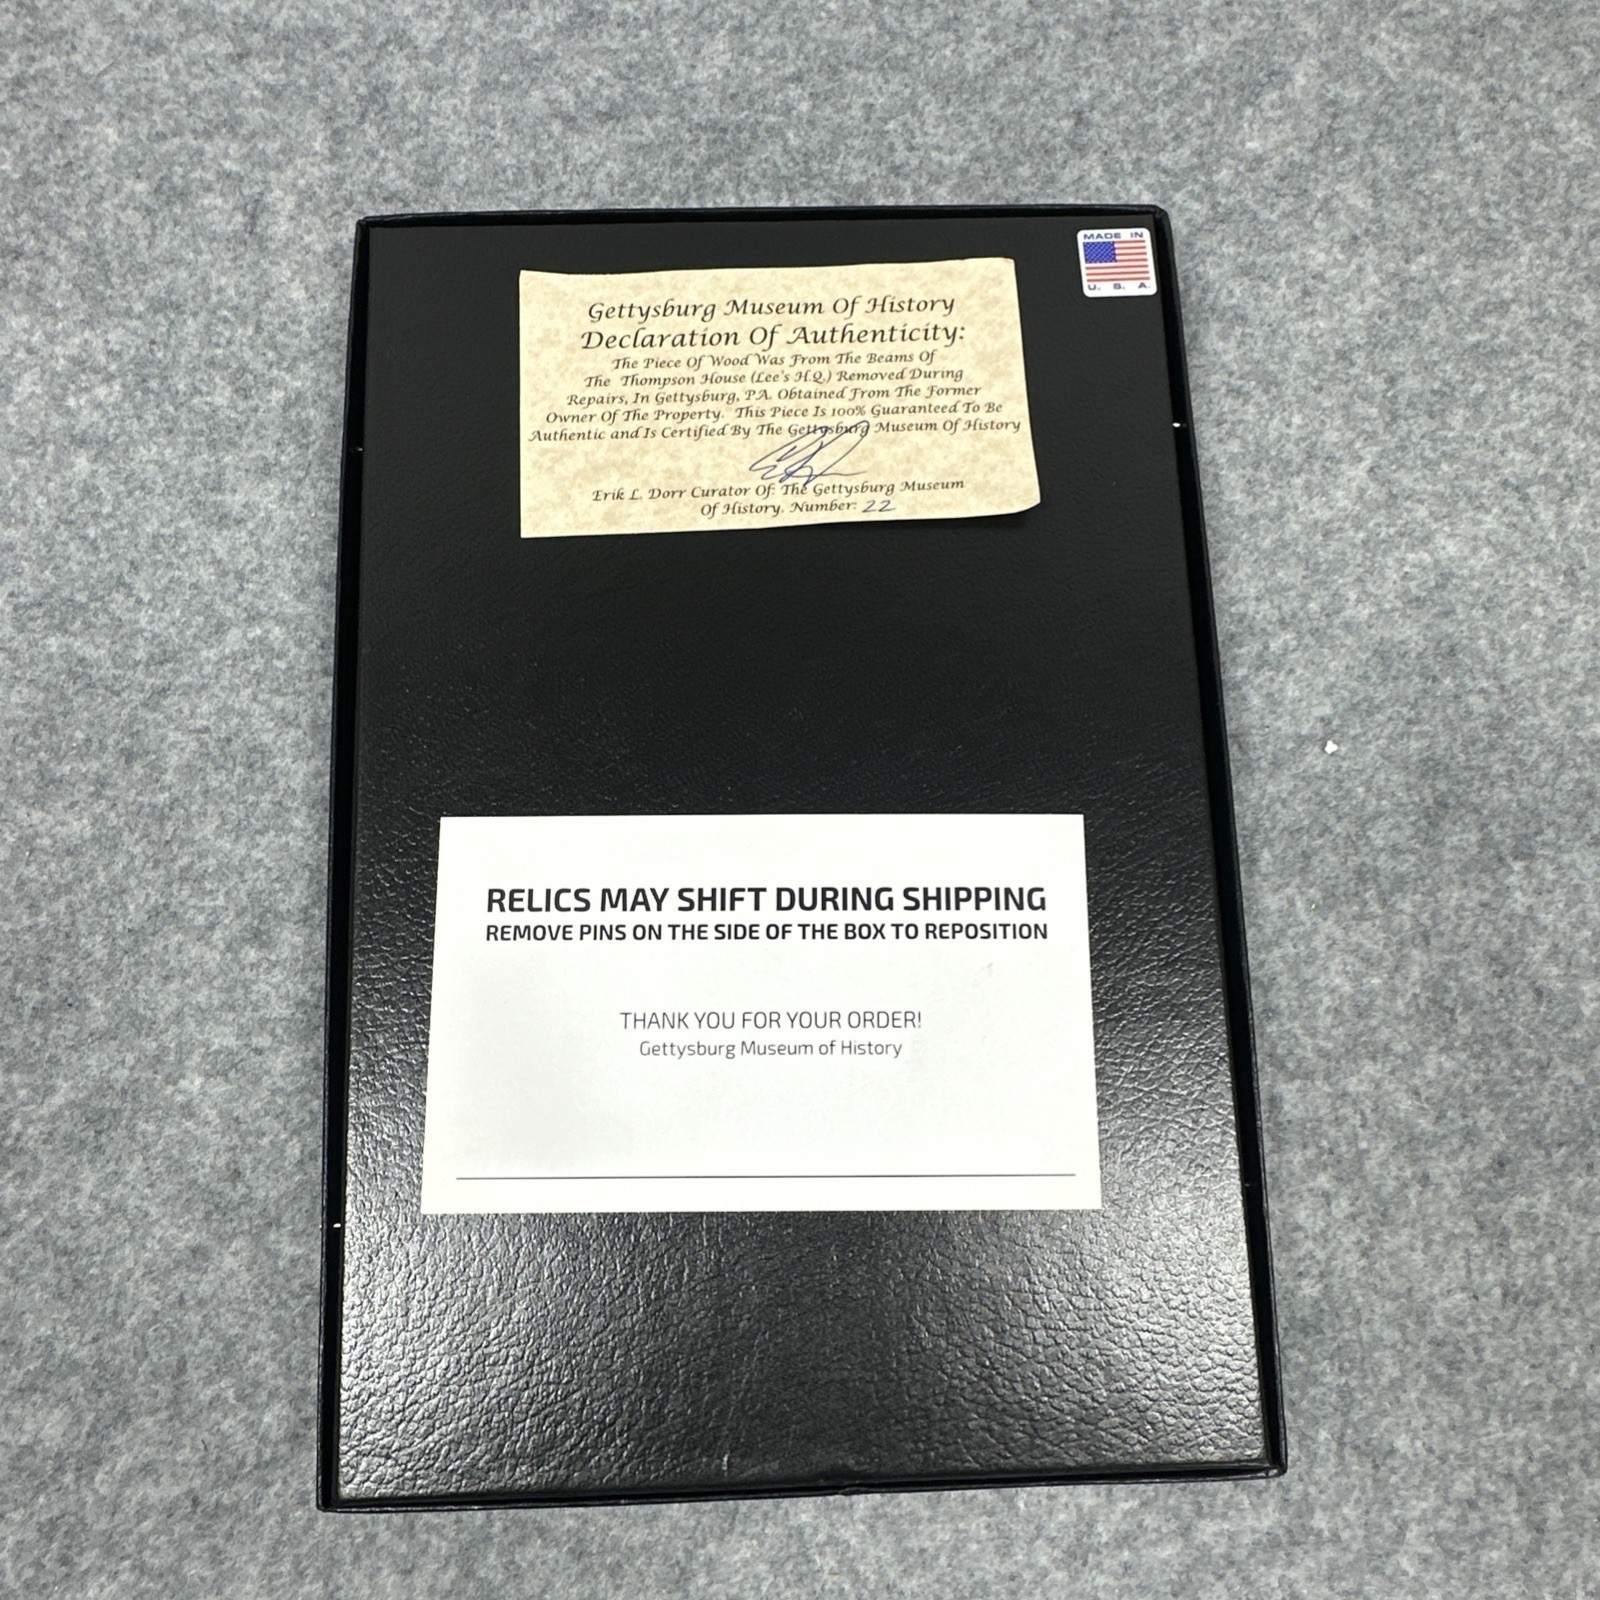 MADE IN
U. S. A.
Gettysburg Museum Of History
Declaration Of Authenticity:
The Piece Of Wood Was From The Beams Of
The Thompson House (Lee's H.Q.) Removed During
Repairs, In Gettysburg, PA. Obtained From The Former
Owner Of The Property. This Piece Is 100% Guaranteed To Be
Authentic and Is Certified By The Gettysburg Museum Of History
Erik L. Dorr Curator Of: The Gettysburg Museum
Of History. Number: 22
RELICS MAY SHIFT DURING SHIPPING
REMOVE PINS ON THE SIDE OF THE BOX TO REPOSITION
THANK YOU FOR YOUR ORDER!
Gettysburg Museum of History